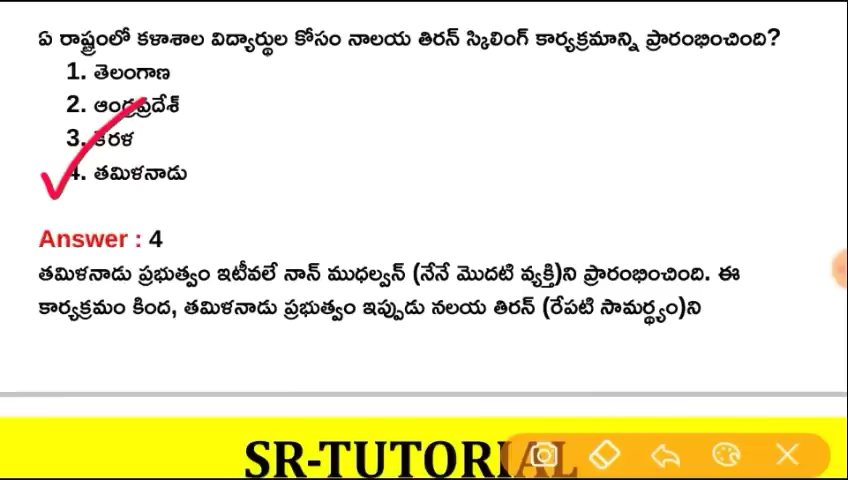 ఏ రాష్ట్రంలో కళాశాల విద్యార్థుల కోసం నాలయ తిరన్ స్కిలింగ్ కార్యక్రమాన్ని ప్రారంభించింది?
1. తెలంగాణ
2. ఆంధ్రప్రదేశ్
3. కేరళ
4. తమిళనాడు
Answer : 4
తమిళనాడు ప్రభుత్వం ఇటీవలే నాన్ ముధల్వన్ (నేనే మొదటి వ్యక్తి)ని ప్రారంభించింది. ఈ
కార్యక్రమం కింద, తమిళనాడు ప్రభుత్వం ఇప్పుడు నలయ తిరన్ (రేపటి సామర్థ్యం)ని
SR-TUTORIAL